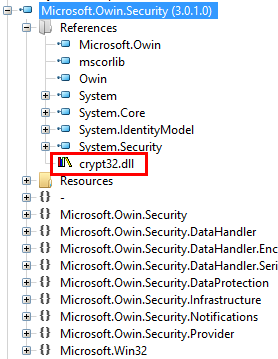 Microsoft.Owin.Security (3.0.1.0)
References
Microsoft.Owin
mscorlib
Owin
System
System.Core
System.IdentityModel
System.Security
crypt32.dll
Resources
-
Microsoft.Owin.Security
Microsoft.Owin.Security.DataHandler
Microsoft.Owin.Security.DataHandler.Enc
Microsoft.Owin.Security.DataHandler.Seri
Microsoft.Owin.Security.DataProtection
Microsoft.Owin.Security.Infrastructure
Microsoft.Owin.Security.Notifications
Microsoft.Owin.Security.Provider
Microsoft.Win32